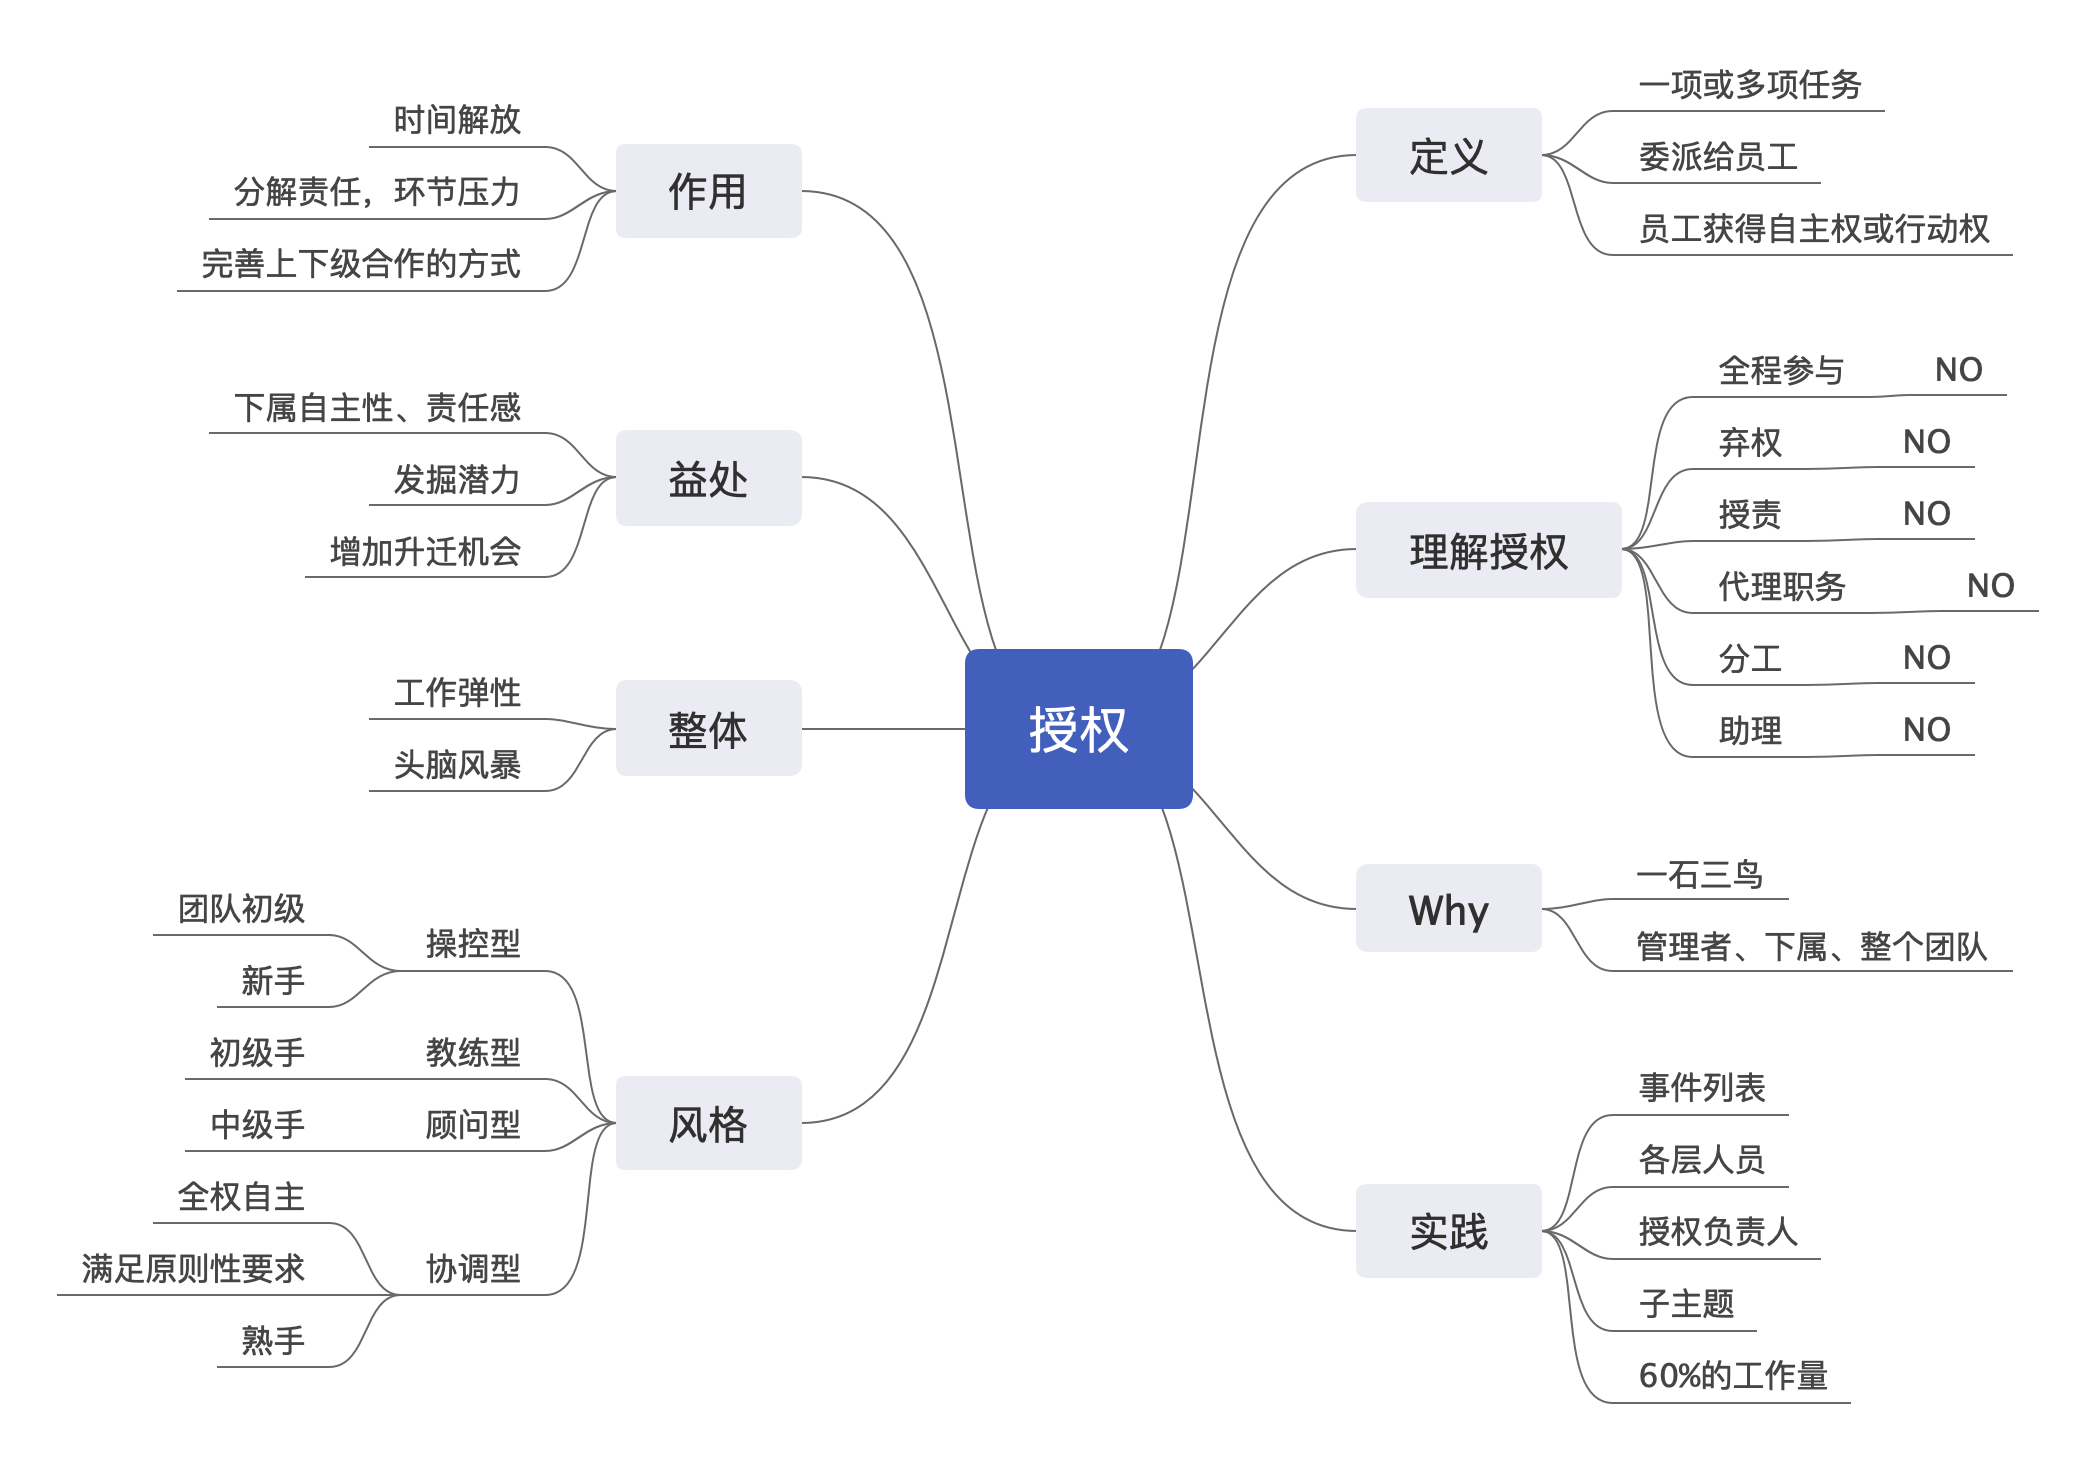 授权
定义
一项或多项任务
委派给员工
员工获得自主权或行动权
理解授权
全程参与 NO
弃权 NO
授责 NO
代理职务 NO
分工 NO
助理 NO
Why
一石三鸟
管理者、下属、整个团队
实践
事件列表
各层人员
授权负责人
子主题
60%的工作量
作用
时间解放
分解责任，环节压力
完善上下级合作的方式
益处
下属自主性、责任感
发掘潜力
增加升迁机会
整体
工作弹性
头脑风暴
风格
操控型
团队初级
新手
教练型
初级手
顾问型
中级手
协调型
全权自主
满足原则性要求
熟手